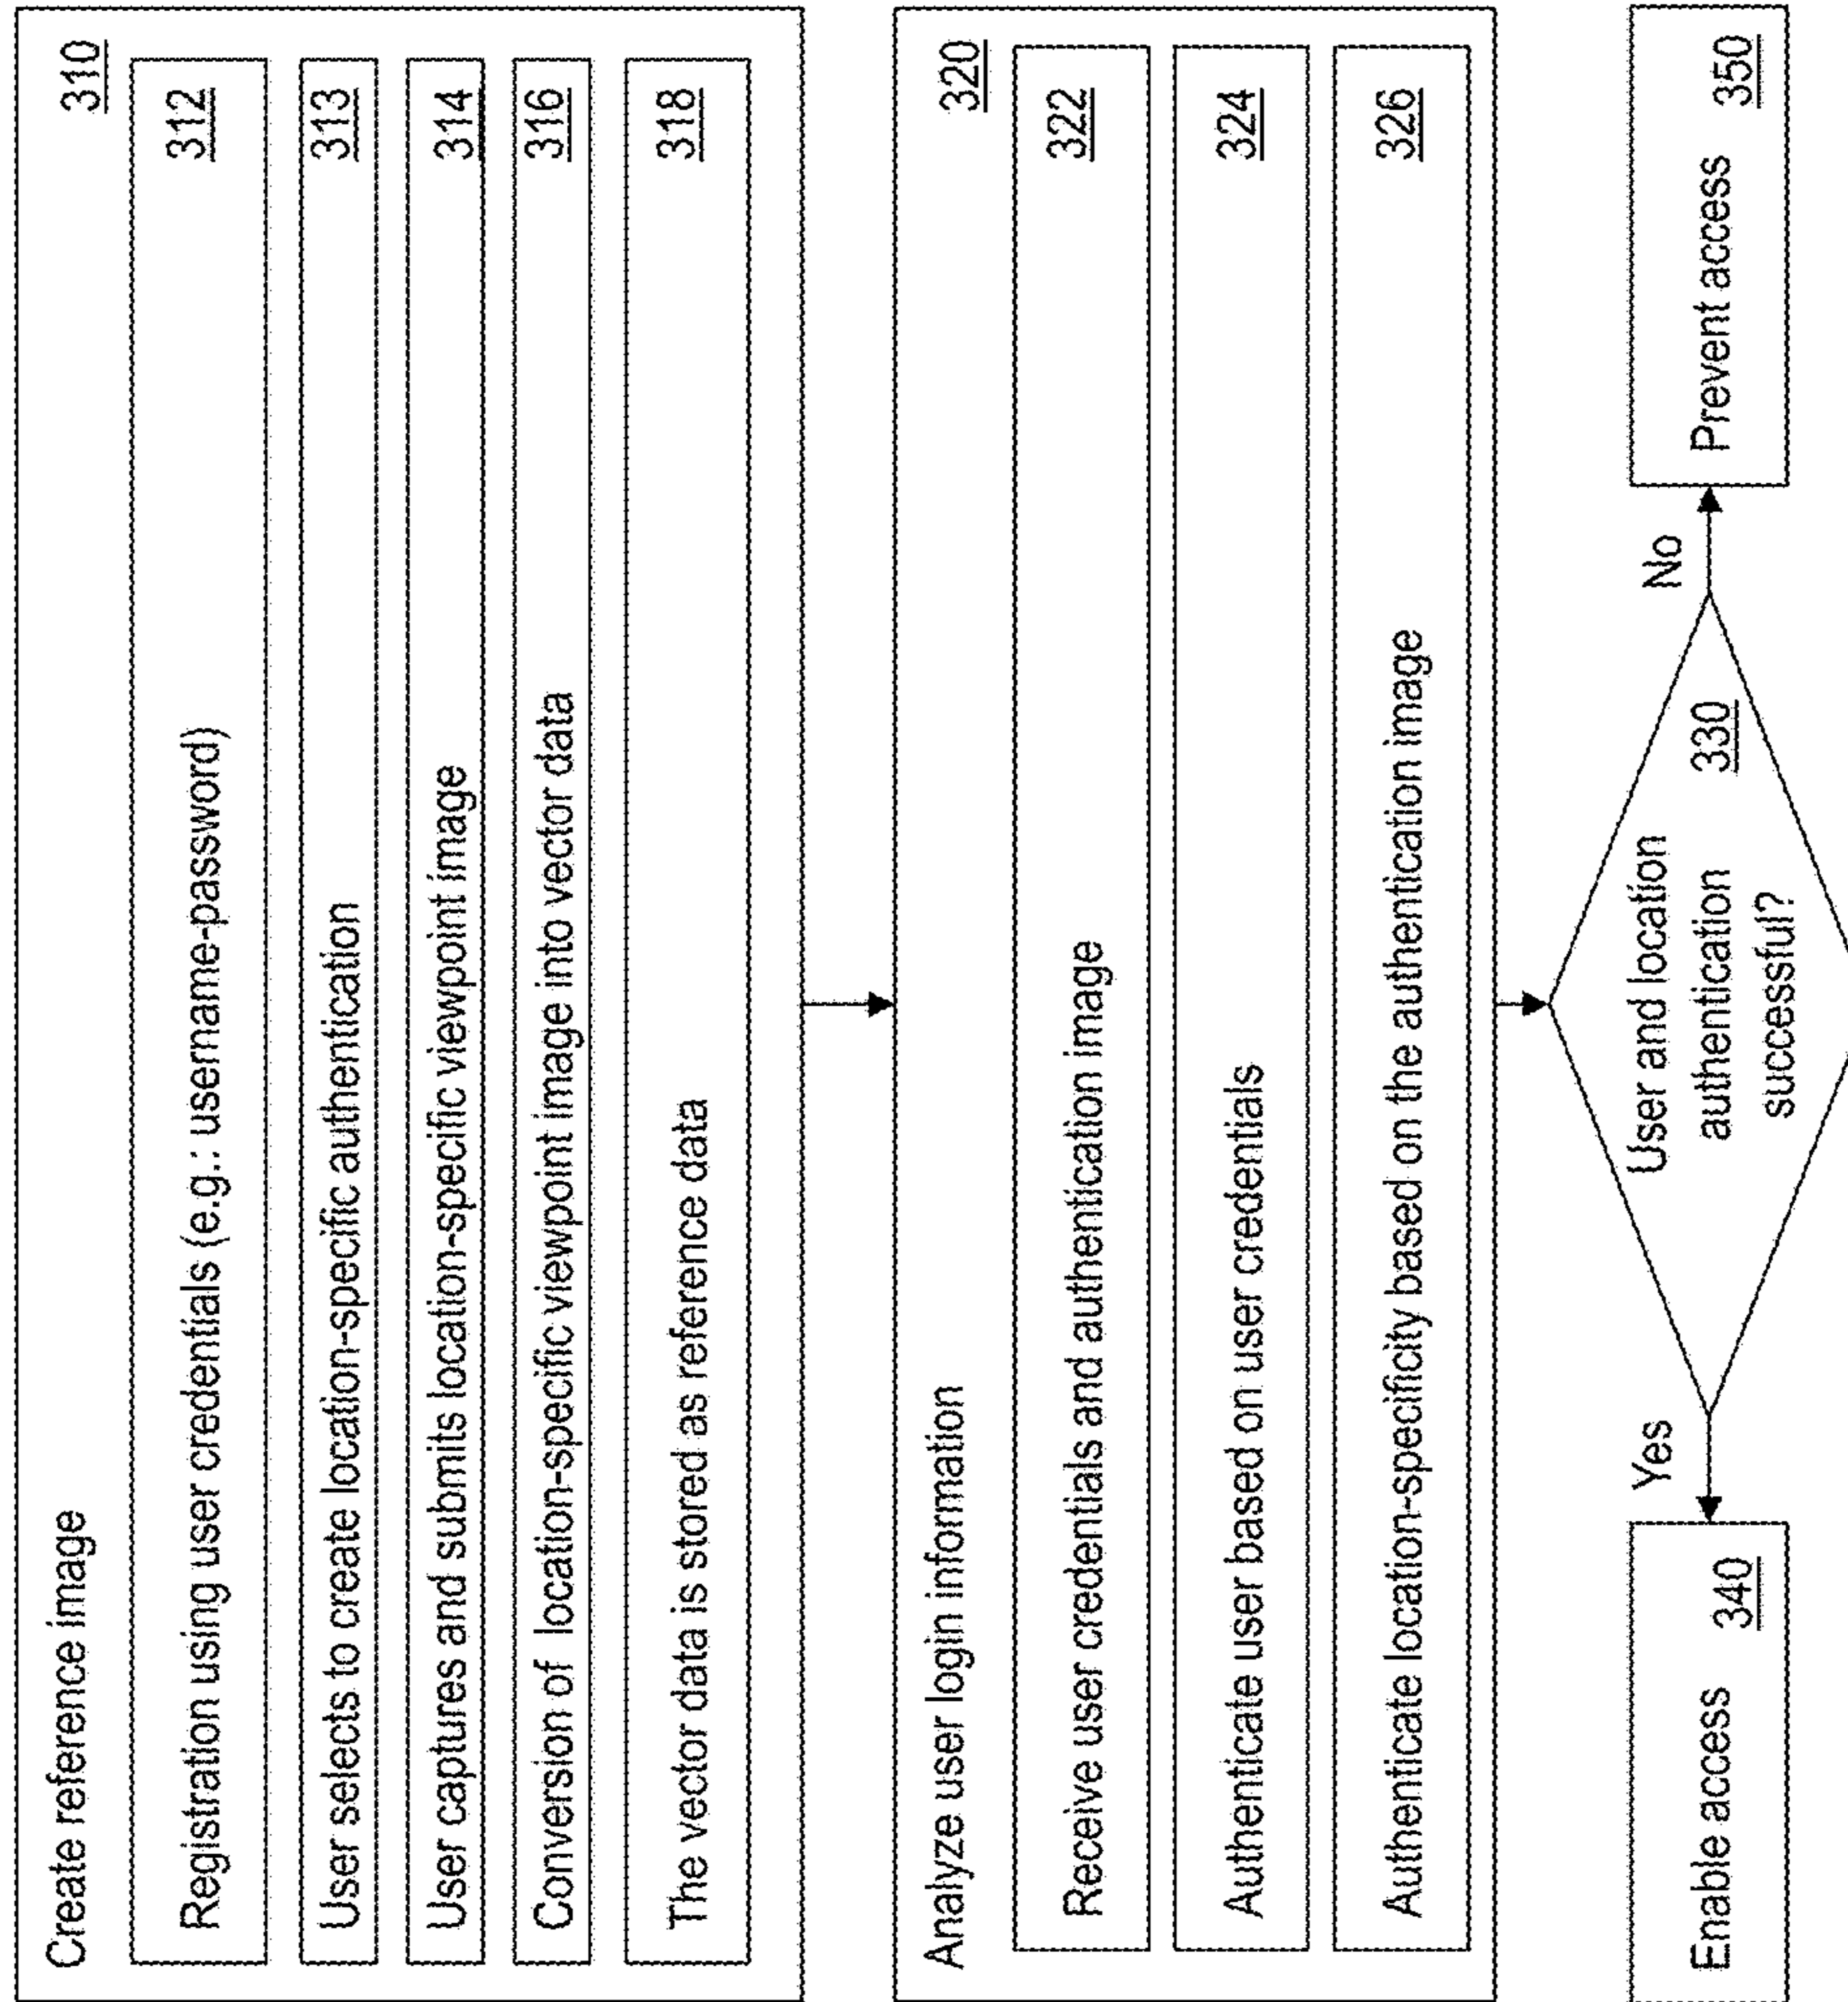 Create reference image 310
Registration using user credentials (e.g.: username-password) 312
User selects to create location-specific authentication 313
User captures and submits location-specific viewpoint image 314
Conversion of location-specific viewpoint image into vector data 316
The vector data is stored as reference data 318
Analyze user login information 320
Receive user credentials and authentication image 322
Authenticate user based on user credentials 324
Authenticate location-specificity based on the authentication image 326
User and location
authentication 330
successful?
Yes
No
Enable access 340
Prevent access 350